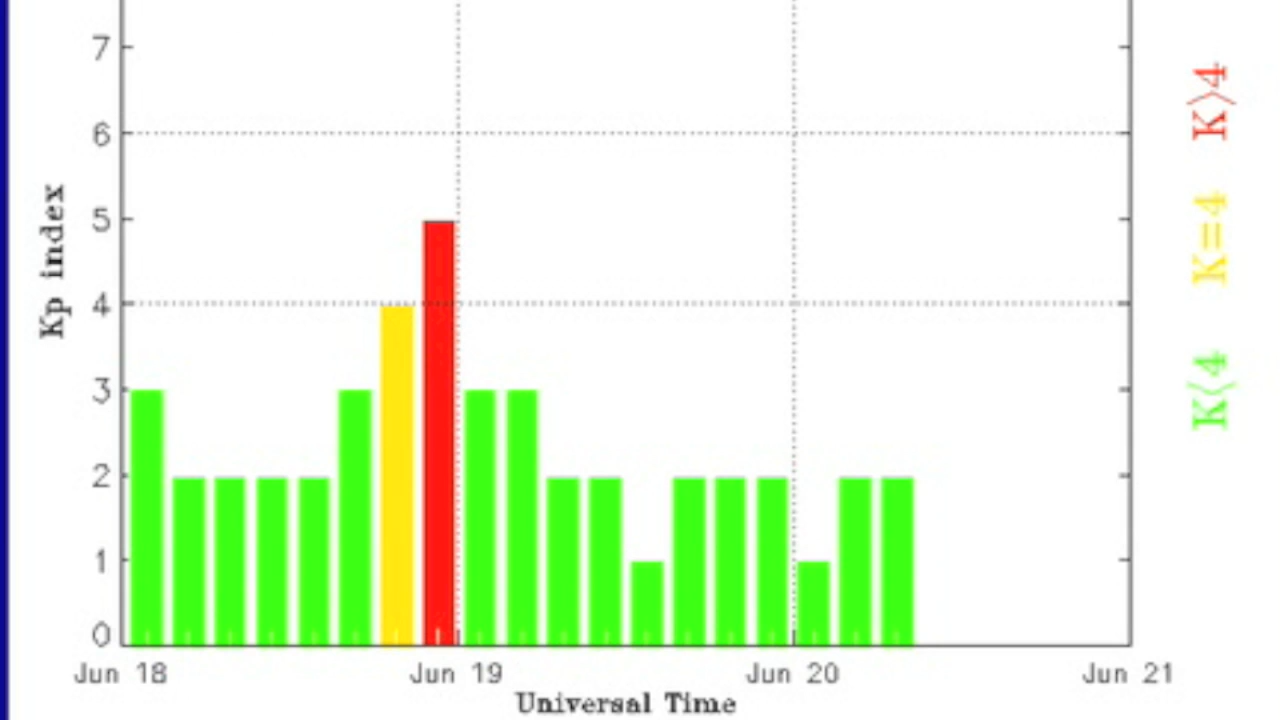 7
6
5
4
3
2
1
0
Kp index
Jun 18
Jun 19
Jun 20
Jun 21
Universal Time
K<4
K=4
K>4